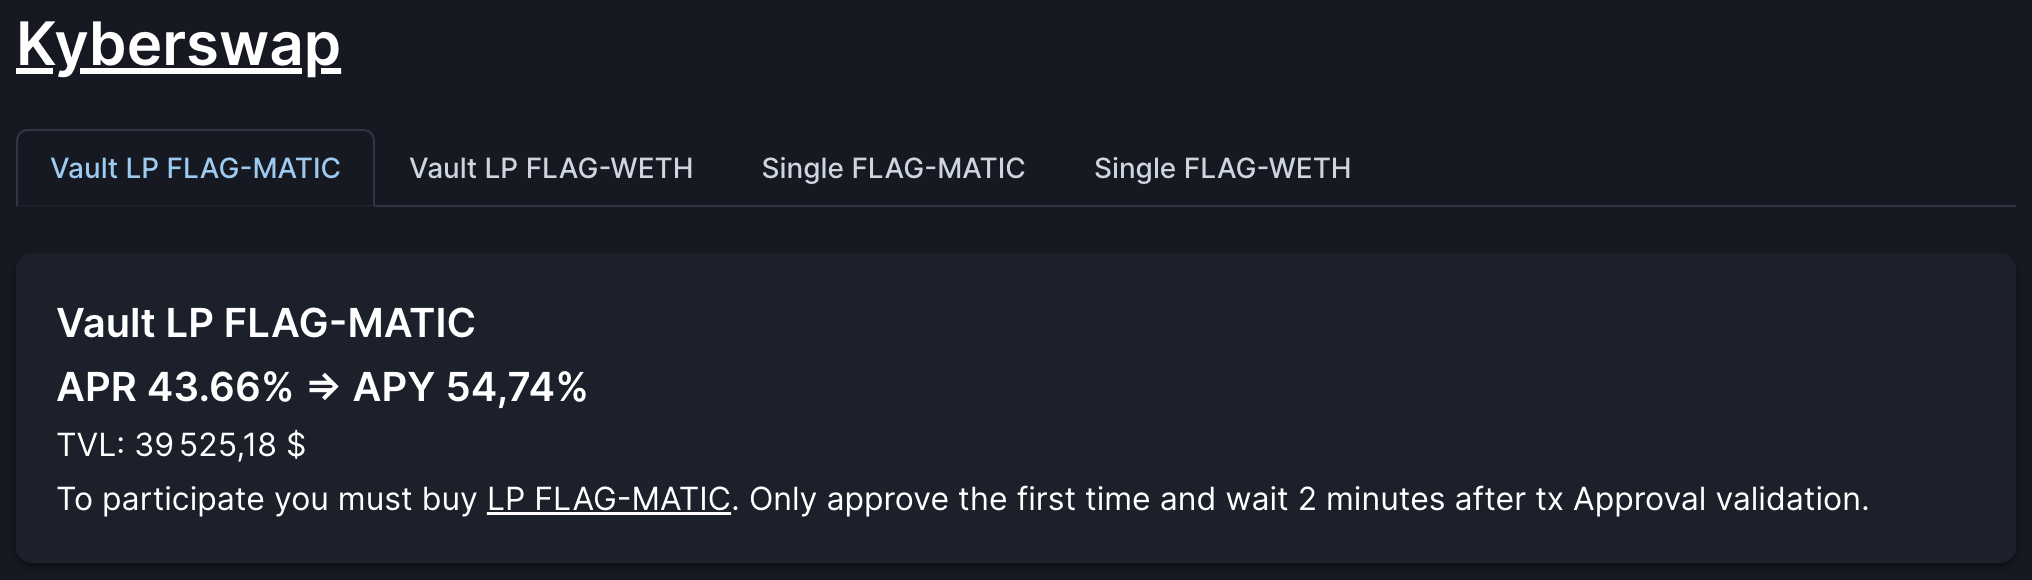 Kyberswap
Vault LP FLAG-MATIC
Vault LP FLAG-WETH
Single FLAG-MATIC
Single FLAG-WETH
Vault LP FLAG-MATIC
APR 43.66% => APY 54,74%
TVL: 39 525,18 $
To participate you must buy LP FLAG-MATIC. Only approve the first time and wait 2 minutes after tx Approval validation.